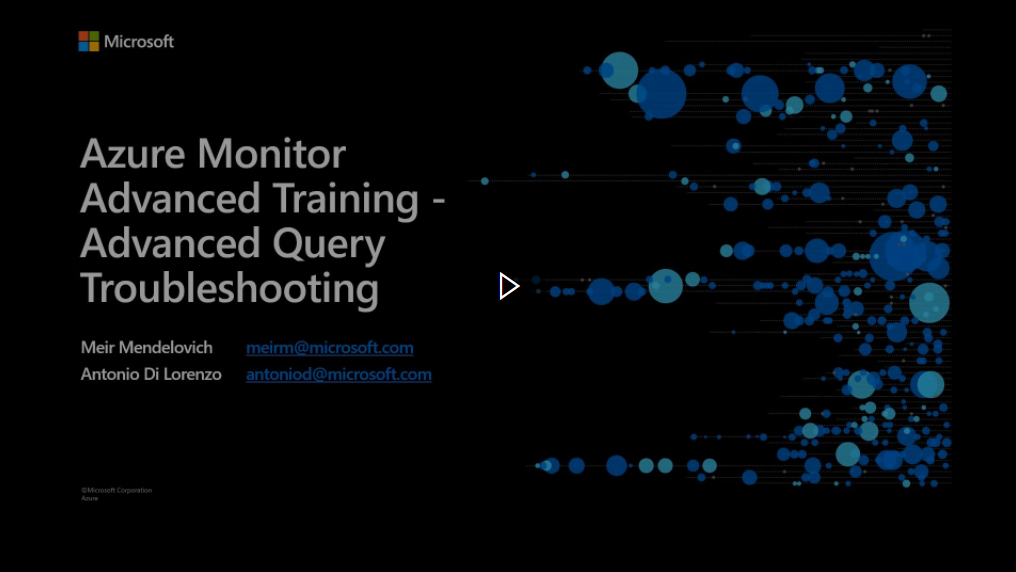 Microsoft
Azure Monitor
Advanced Training -
Advanced Query
Troubleshooting
Meir Mendelovich meirm@microsoft.com
Antonio Di Lorenzo antoniod@microsoft.com
©Microsoft Corporation
Azure